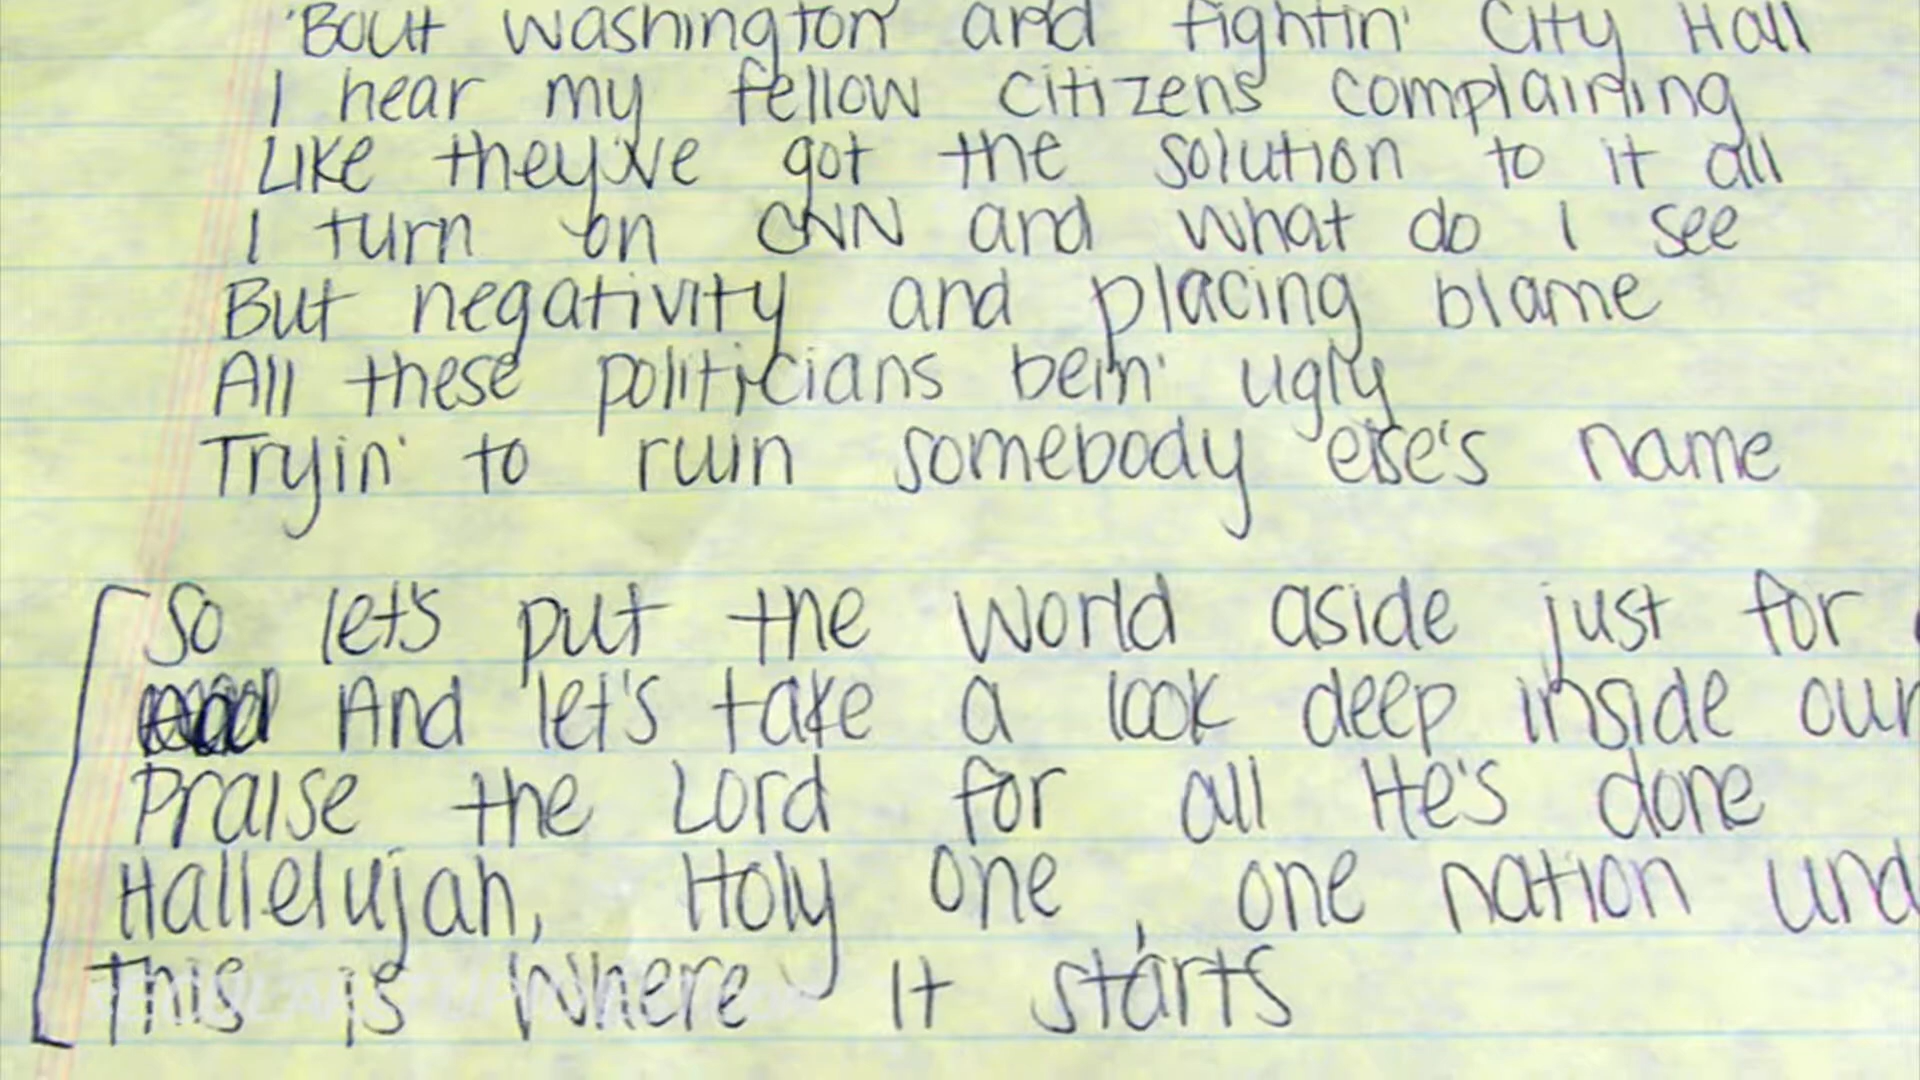 'Bout Washington and fightin' City Hall
I hear my fellow citizens complaining
Like they've got the solution to it all
I turn on CNN and what do I see
But negativity and placing blame
All these politicians bein' ugly
Tryin' to ruin somebody else's name
So let's put the world aside just for
And let's take a look deep inside our
Praise the Lord for all He's done
Hallelujah, Holy One, one nation und
This is where it starts